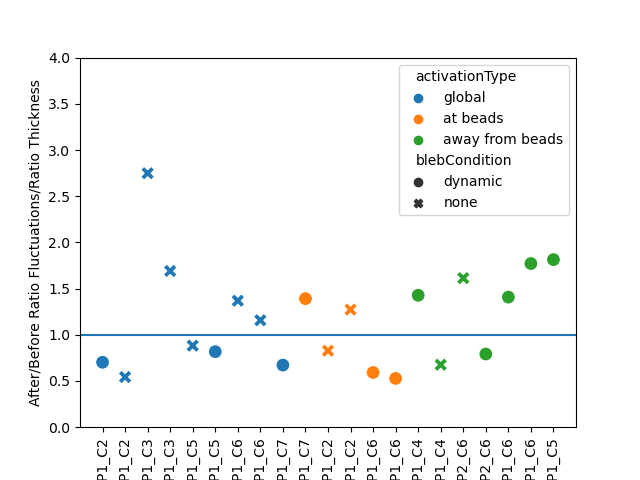 After/Before Ratio Fluctuations/Ratio Thickness
4.0
3.5
3.0
2.5
2.0
1.5
1.0
0.5
0.0
activationType
global
at beads
away from beads
blebCondition
dynamic
none
P1_C2
P1_C2
P1_C3
P1_C3
P1_C5
P1_C5
P1_C6
P1_C6
P1_C7
P1_C7
P1_C2
P1_C2
P1_C6
P1_C6
P1_C4
P1_C4
P2_C6
P2_C6
P1_C6
P1_C6
P1_C5